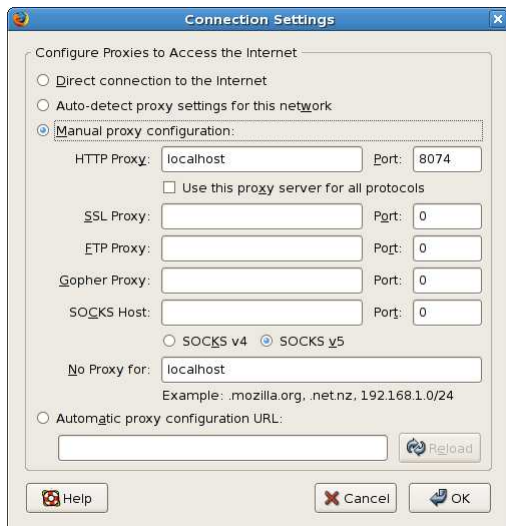 Connection Settings
Configure Proxies to Access the Internet
Direct connection to the Internet
Auto-detect proxy settings for this network
Manual proxy configuration:
HTTP Proxy: localhost Port: 8074
Use this proxy server for all protocols
SSL Proxy: Port: 0
FTP Proxy: Port: 0
Gopher Proxy: Port: 0
SOCKS Host: Port: 0
SOCKS v4 SOCKS v5
No Proxy for: localhost
Example: .mozilla.org, .net.nz, 192.168.1.0/24
Automatic proxy configuration URL:
Reload
Help Cancel OK